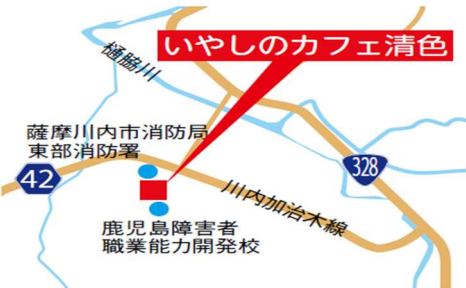 いやしのカフェ清色
樋脇川
薩摩川内市消防局
東部消防署
42
328
川内加治木線
鹿児島障害者
職業能力開発校